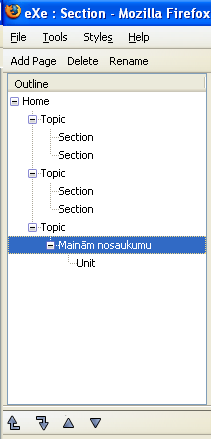 eXe : Section - Mozilla Firefox
File Tools Styles Help
Add Page Delete Rename
Outline
Home
Topic
Section
Section
Topic
Section
Section
Topic
Mainām nosaukumu
Unit